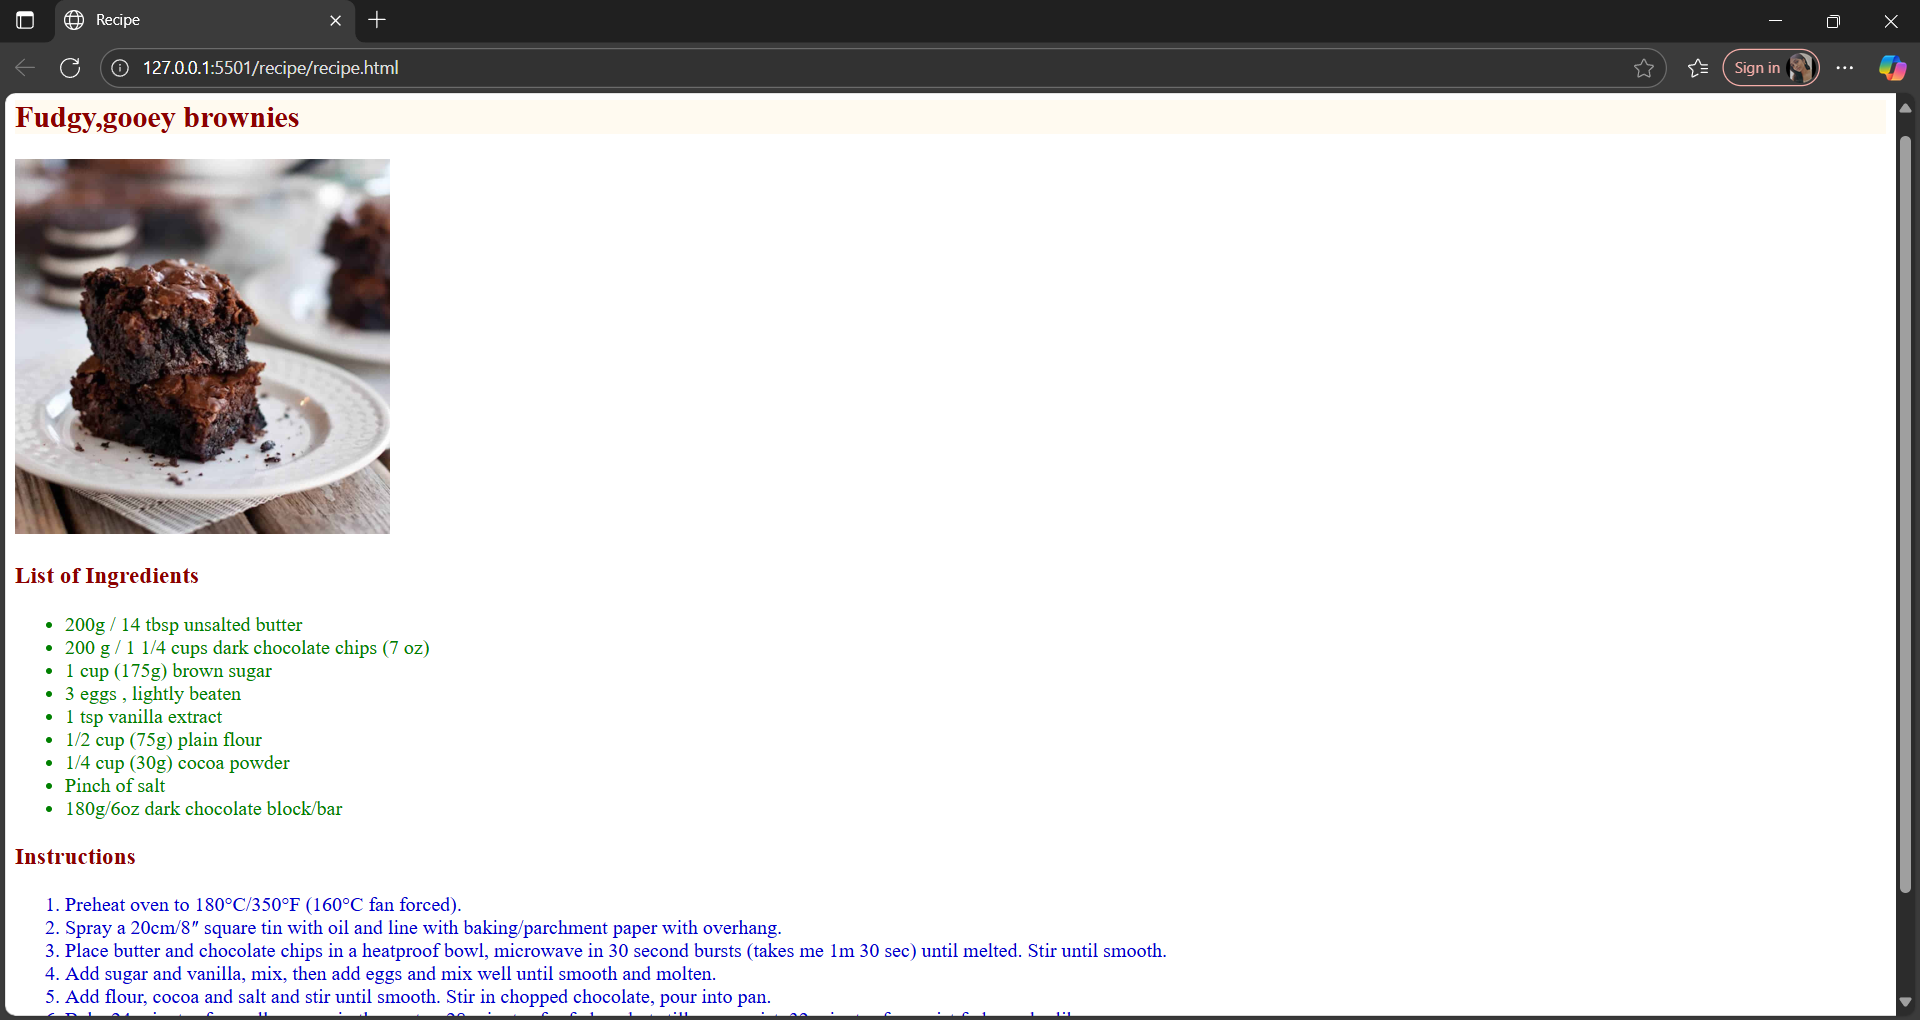 Recipe
127.0.0.1:5501/recipe/recipe.html
Sign in
Fudgy,gooey brownies
List of Ingredients
• 200g / 14 tbsp unsalted butter
• 200 g / 1 1/4 cups dark chocolate chips (7 oz)
• 1 cup (175g) brown sugar
• 3 eggs , lightly beaten
• 1 tsp vanilla extract
• 1/2 cup (75g) plain flour
• 1/4 cup (30g) cocoa powder
• Pinch of salt
• 180g/6oz dark chocolate block/bar
Instructions
1. Preheat oven to 180°C/350°F (160°C fan forced).
2. Spray a 20cm/8″ square tin with oil and line with baking/parchment paper with overhang.
3. Place butter and chocolate chips in a heatproof bowl, microwave in 30 second bursts (takes me 1m 30 sec) until melted. Stir until smooth.
4. Add sugar and vanilla, mix, then add eggs and mix well until smooth and molten.
5. Add flour, cocoa and salt and stir until smooth. Stir in chopped chocolate, pour into pan.